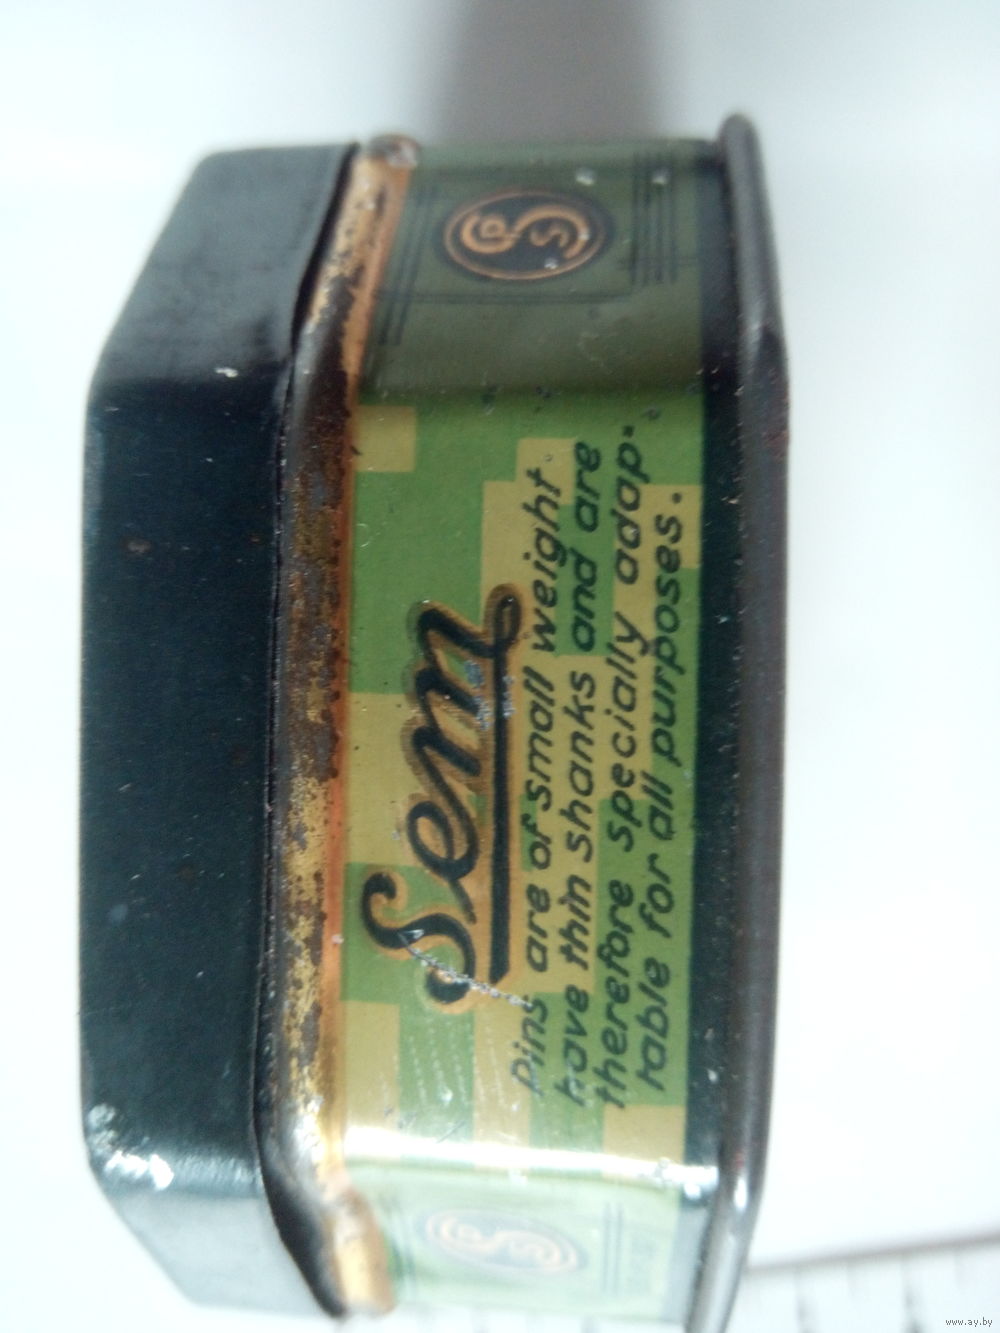 Sem
Pins are of small weight
have thin shanks and are
therefore specially adap-
table for all purposes.
www.ay.by